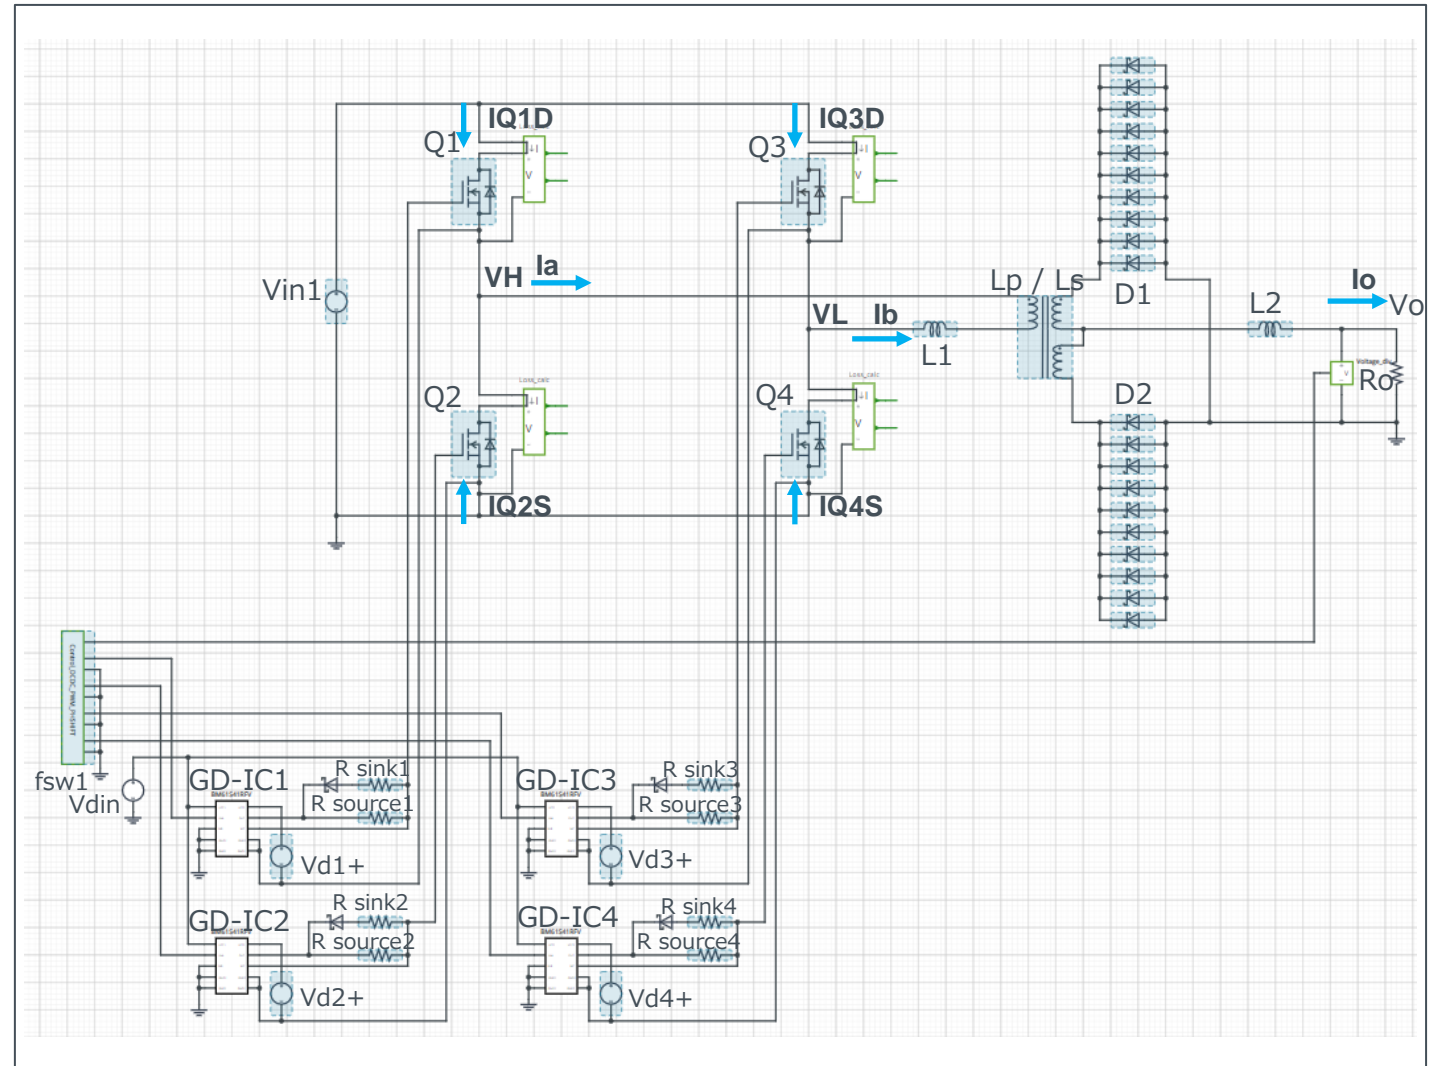 IQ1D
IQ3D
Q1
Q3
V
V
Vin1
VH
Ia
Lp / Ls
D1
L2
Io
Vo
VL
Ib
L1
Loss_calc
Loss_calc
Ro
Q2
Q4
D2
V
V
IQ2S
IQ4S
fsw1
Vdin
GD-IC1
R sink1
R source1
Vd1+
GD-IC3
R sink3
R source3
Vd3+
GD-IC2
R sink2
R source2
Vd2+
GD-IC4
R sink4
R source4
Vd4+